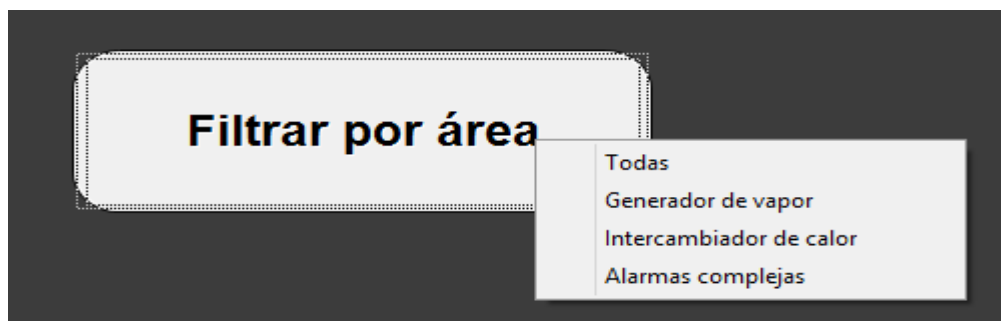 Filtrar por área
Todas
Generador de vapor
Intercambiador de calor
Alarmas complejas